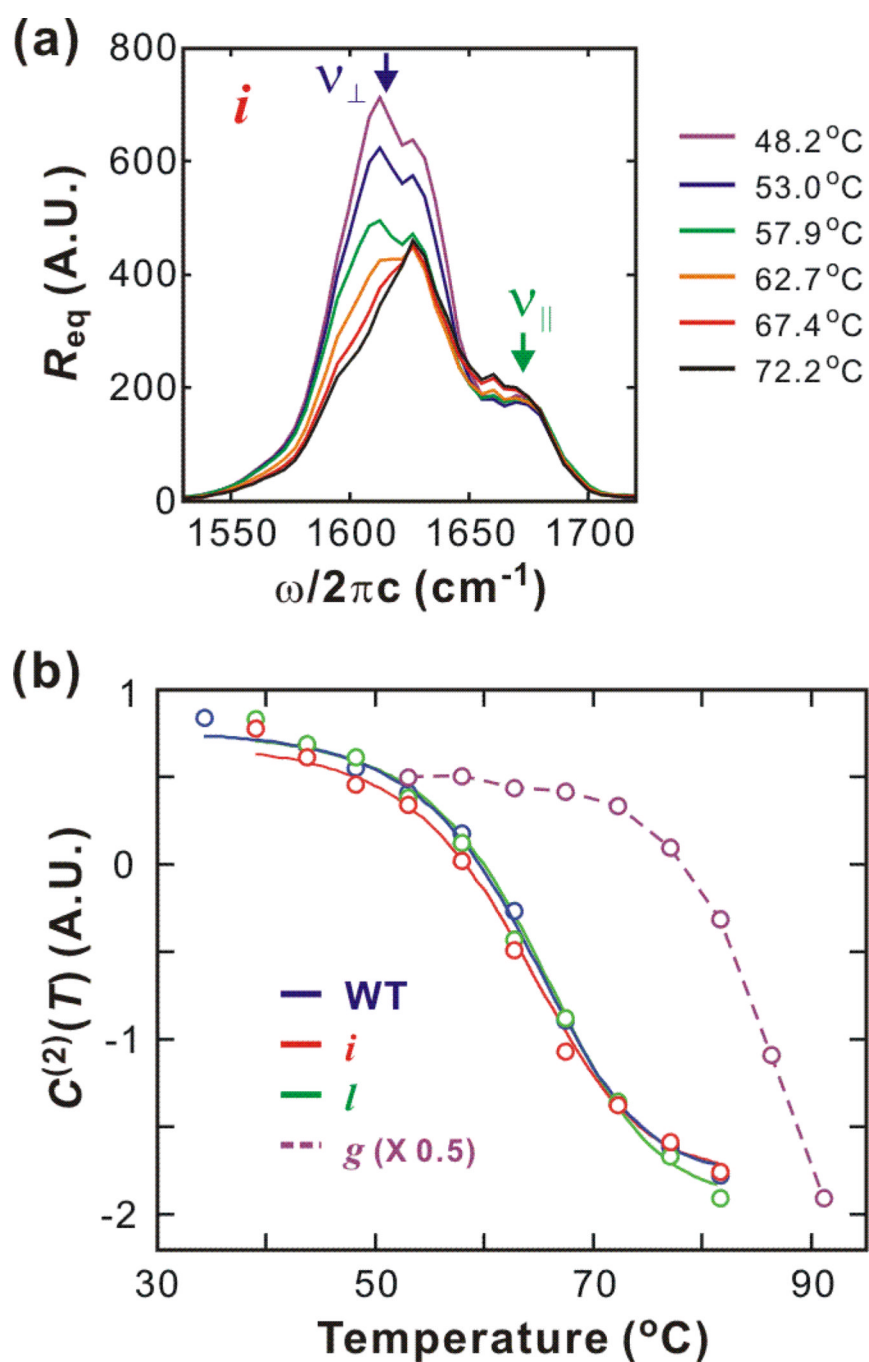 (a)
800
600
400
200
0
R_eq (A.U.)
i
ν⊥
ν||
48.2°C
53.0°C
57.9°C
62.7°C
67.4°C
72.2°C
1550 1600 1650 1700
ω/2πc (cm⁻¹)
(b)
1
0
-1
-2
C⁽²⁾(T) (A.U.)
WT
i
l
g (X 0.5)
30 50 70 90
Temperature (°C)